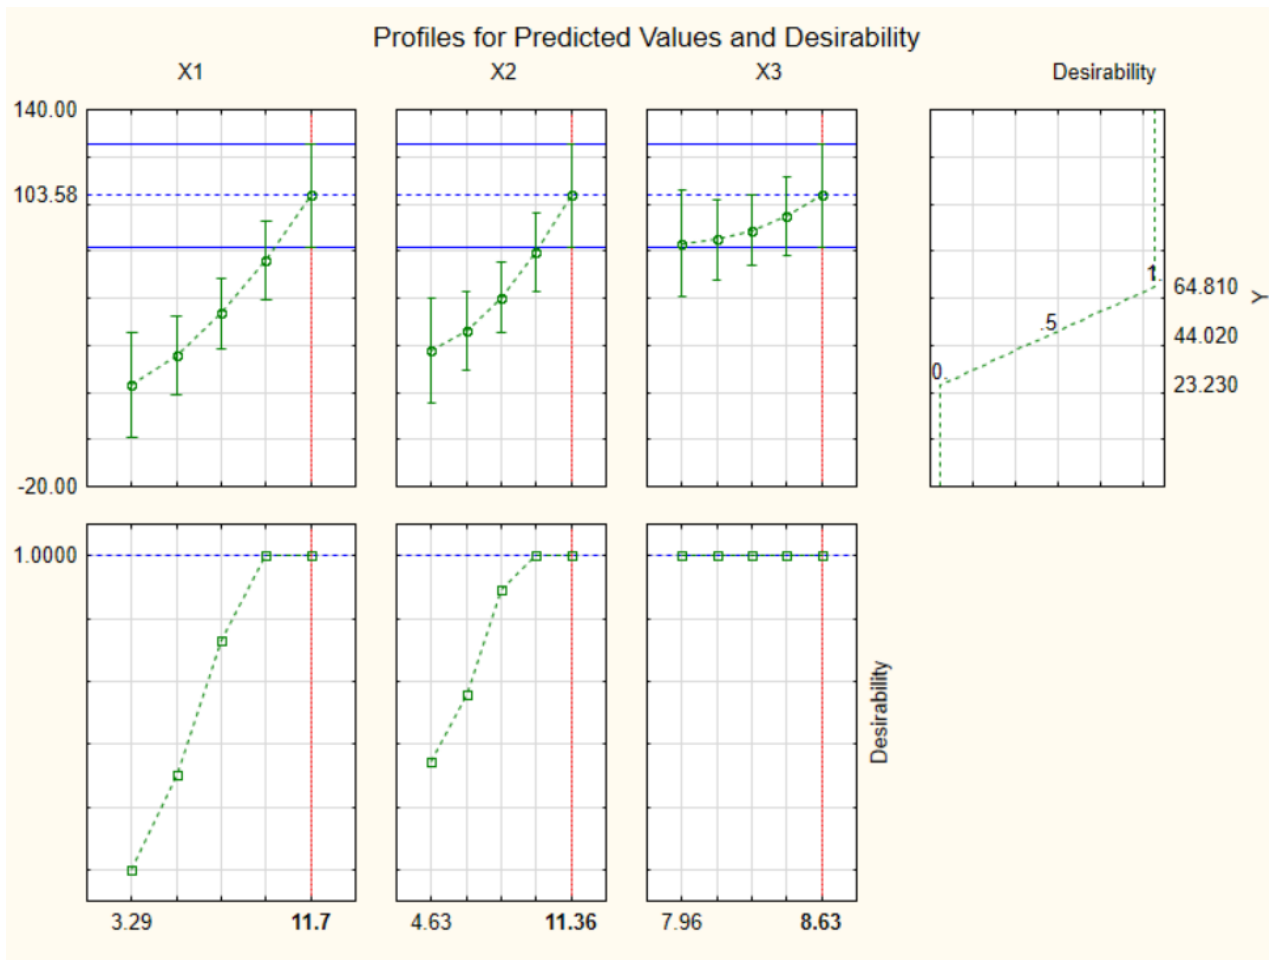 Profiles for Predicted Values and Desirability
X1 X2 X3 Desirability
140.00
103.58
-20.00
1.
.5
0.
64.810
44.020
23.230
Y
1.0000
Desirability
3.29 11.7 4.63 11.36 7.96 8.63